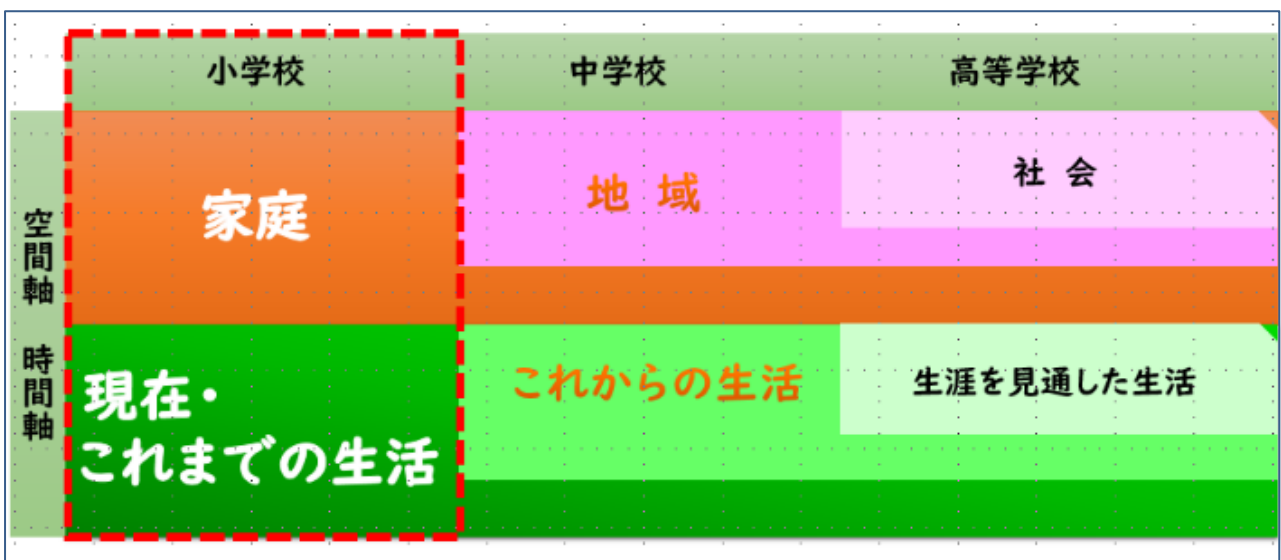 小学校 中学校 高等学校
空間軸
家庭
地 域
社 会
時間軸
現在・
これまでの生活
これからの生活
生涯を見通した生活